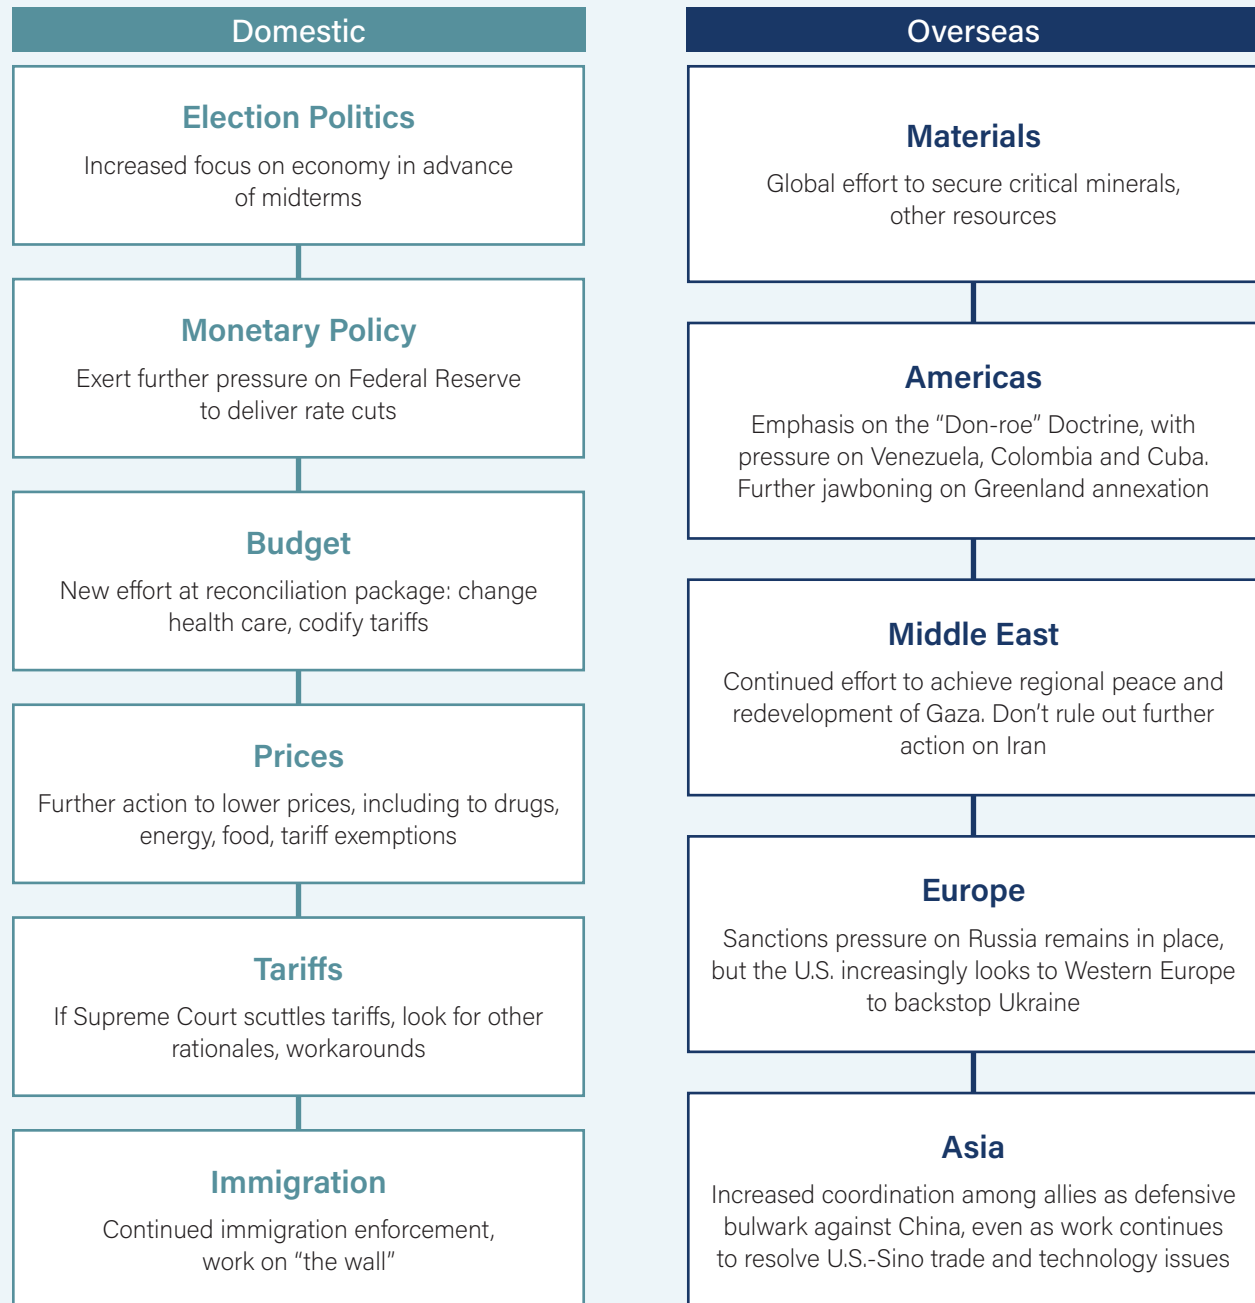 Domestic
Election Politics
Increased focus on economy in advance
of midterms
Monetary Policy
Exert further pressure on Federal Reserve
to deliver rate cuts
Budget
New effort at reconciliation package: change
health care, codify tariffs
Prices
Further action to lower prices, including to drugs,
energy, food, tariff exemptions
Tariffs
If Supreme Court scuttles tariffs, look for other
rationales, workarounds
Immigration
Continued immigration enforcement,
work on “the wall”
Overseas
Materials
Global effort to secure critical minerals,
other resources
Americas
Emphasis on the “Don-roe” Doctrine, with
pressure on Venezuela, Colombia and Cuba.
Further jawboning on Greenland annexation
Middle East
Continued effort to achieve regional peace and
redevelopment of Gaza. Don’t rule out further
action on Iran
Europe
Sanctions pressure on Russia remains in place,
but the U.S. increasingly looks to Western Europe
to backstop Ukraine
Asia
Increased coordination among allies as defensive
bulwark against China, even as work continues
to resolve U.S.-Sino trade and technology issues